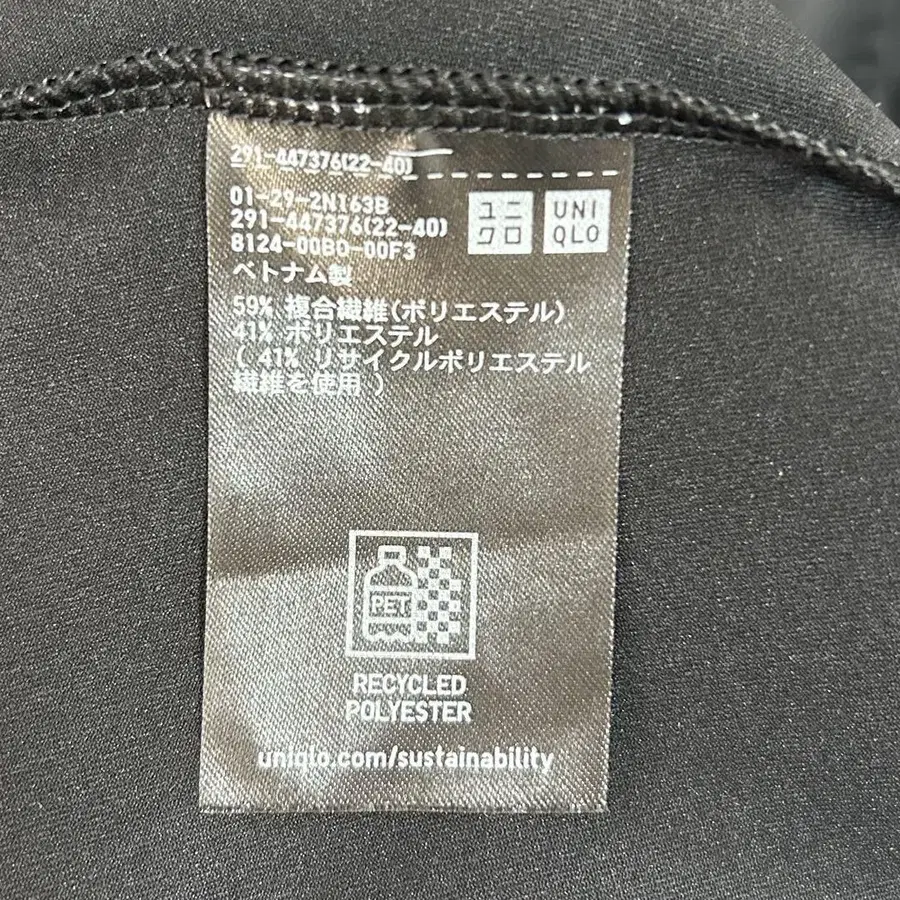 291-447376(22-40)
01-29-2N163B
291-447376(22-40)
8124-00B0-00F3
ユニ
クロ
UNI
QLO
ベトナム製
59% 複合繊維(ポリエステル)
41% ポリエステル
( 41% リサイクルポリエステル
繊維を使用 )
PET
RECYCLED
POLYESTER
uniqlo.com/sustainability